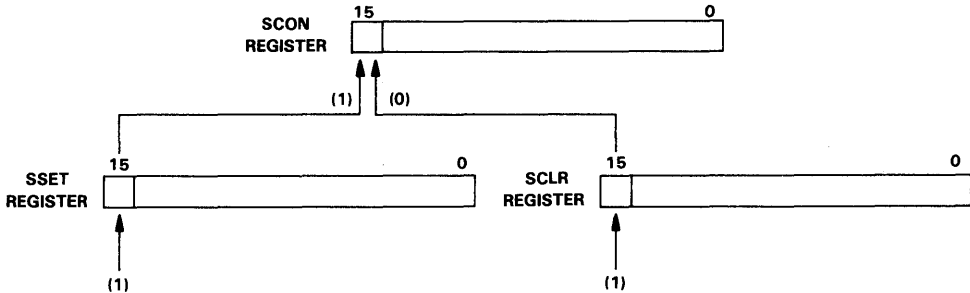 15 0
SCON
REGISTER
(1) (0)
15 0
SSET
REGISTER
15 0
SCLR
REGISTER
(1)
(1)